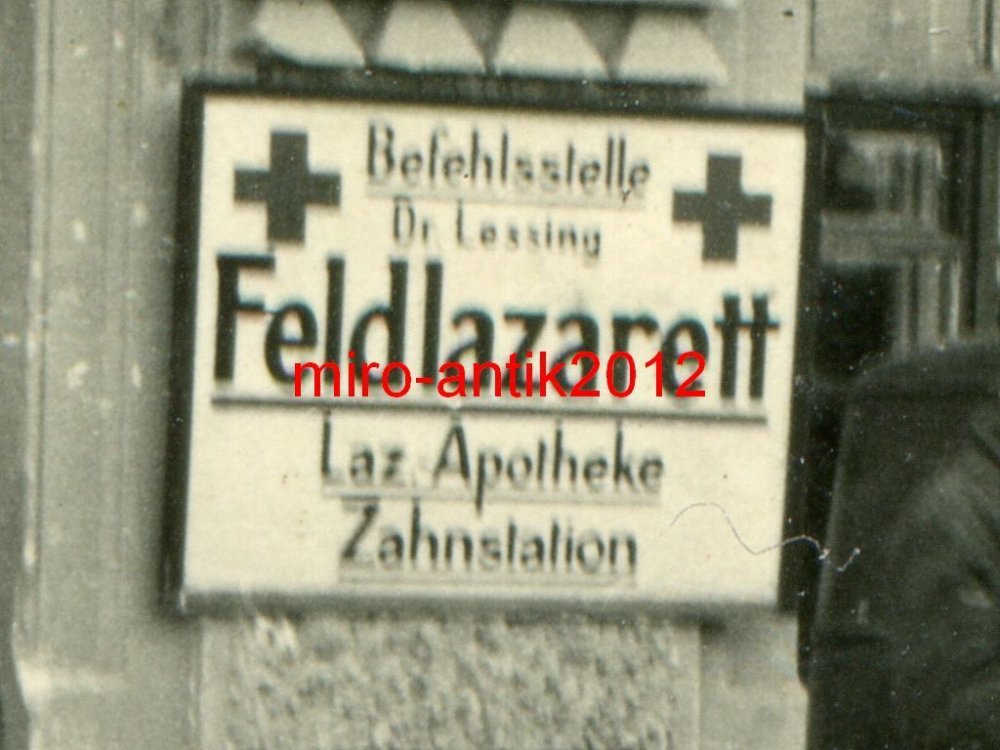 Befehlsstelle
Dr. Lessing
Feldlazarett
miro-antik2012
Laz. Apotheke
Zahnstation